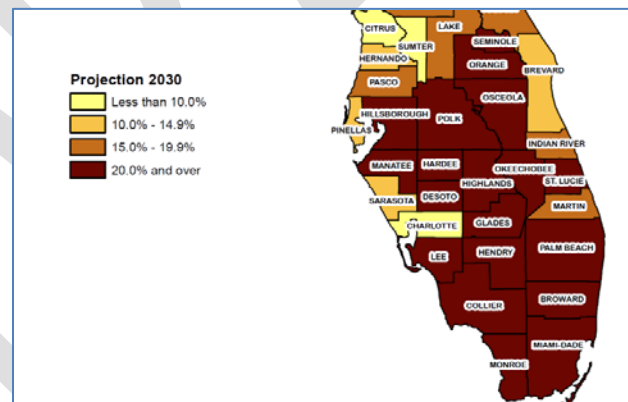 Projection 2030
Less than 10.0%
10.0% - 14.9%
15.0% - 19.9%
20.0% and over
CITRUS
LAKE
SUMTER
SEMINOLE
HERNANDO
ORANGE
BREVARD
PASCO
OSCEOLA
HILLSBOROUGH
POLK
PINELLAS
INDIAN RIVER
MANATEE
HARDEE
OKEECHOBEE
HIGHLANDS
ST. LUCIE
SARASOTA
DESOTO
MARTIN
CHARLOTTE
GLADES
PALM BEACH
LEE
HENDRY
BROWARD
COLLIER
MIAMI-DADE
MONROE